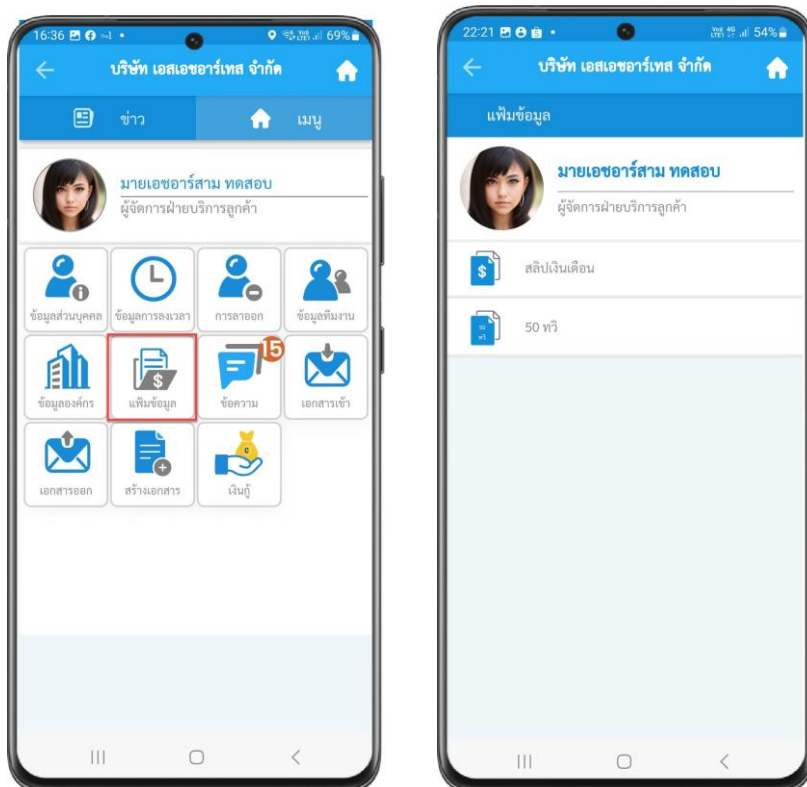 16:36
69%
บริษัท เอสเอชอาร์เทส จำกัด
ข่าว
เมนู
มายเอชอาร์สาม ทดสอบ
ผู้จัดการฝ่ายบริการลูกค้า
ข้อมูลส่วนบุคคล
ข้อมูลการลงเวลา
การลาออก
ข้อมูลทีมงาน
15
ข้อมูลองค์กร
$
แฟ้มข้อมูล
ข้อความ
เอกสารเข้า
เอกสารออก
สร้างเอกสาร
เงินกู้
22:21
Vo5 4G LTE1
54%
บริษัท เอสเอชอาร์เทส จำกัด
แฟ้มข้อมูล
มายเอชอาร์สาม ทดสอบ
ผู้จัดการฝ่ายบริการลูกค้า
$
สลิปเงินเดือน
50 ทวิ
50 ทวิ